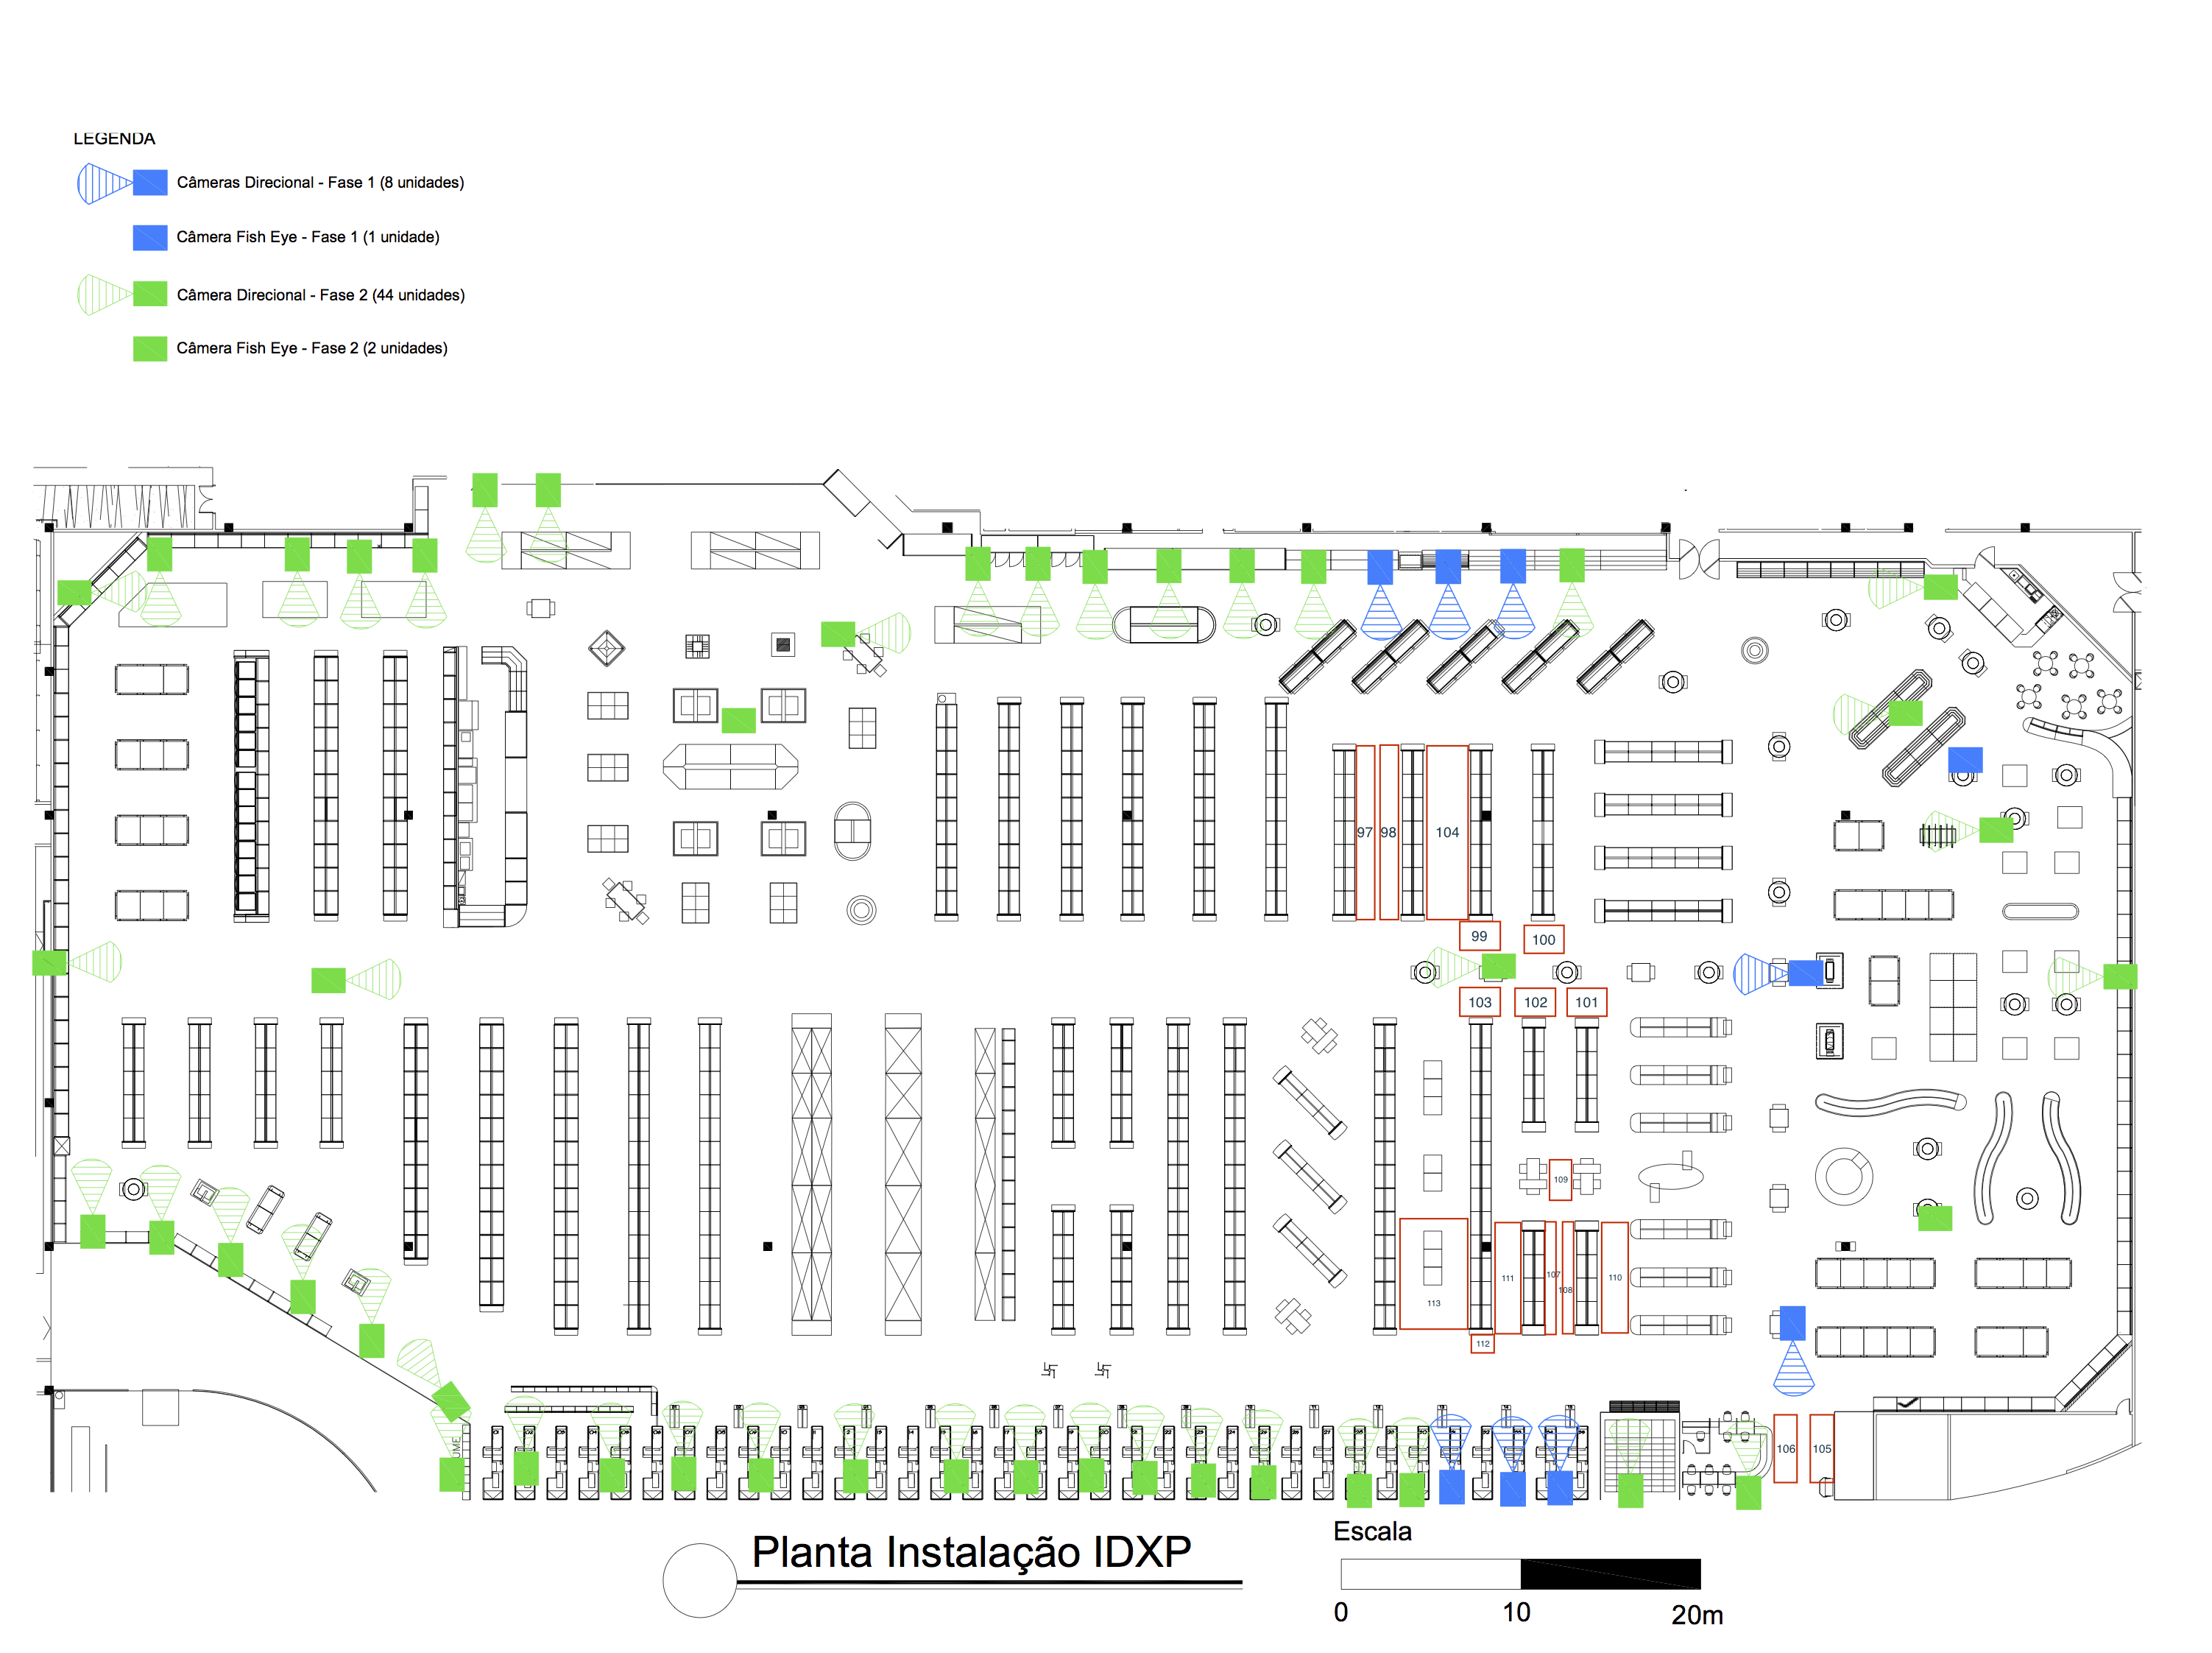 LEGENDA
Câmeras Direcional - Fase 1 (8 unidades)
Câmera Fish Eye - Fase 1 (1 unidade)
Câmera Direcional - Fase 2 (44 unidades)
Câmera Fish Eye - Fase 2 (2 unidades)
97
98
104
99
100
103
102
101
109
111
107
108
110
113
112
106
105
UME
Planta Instalação IDXP
Escala
0
10
20m